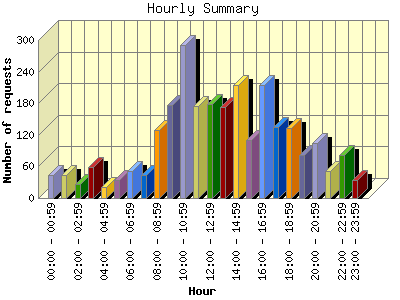 Hourly Summary
Number of requests
300
240
180
120
60
0
00:00 - 00:59
02:00 - 02:59
04:00 - 04:59
06:00 - 06:59
08:00 - 08:59
10:00 - 10:59
12:00 - 12:59
14:00 - 14:59
16:00 - 16:59
18:00 - 18:59
20:00 - 20:59
22:00 - 22:59
23:00 - 23:59
Hour